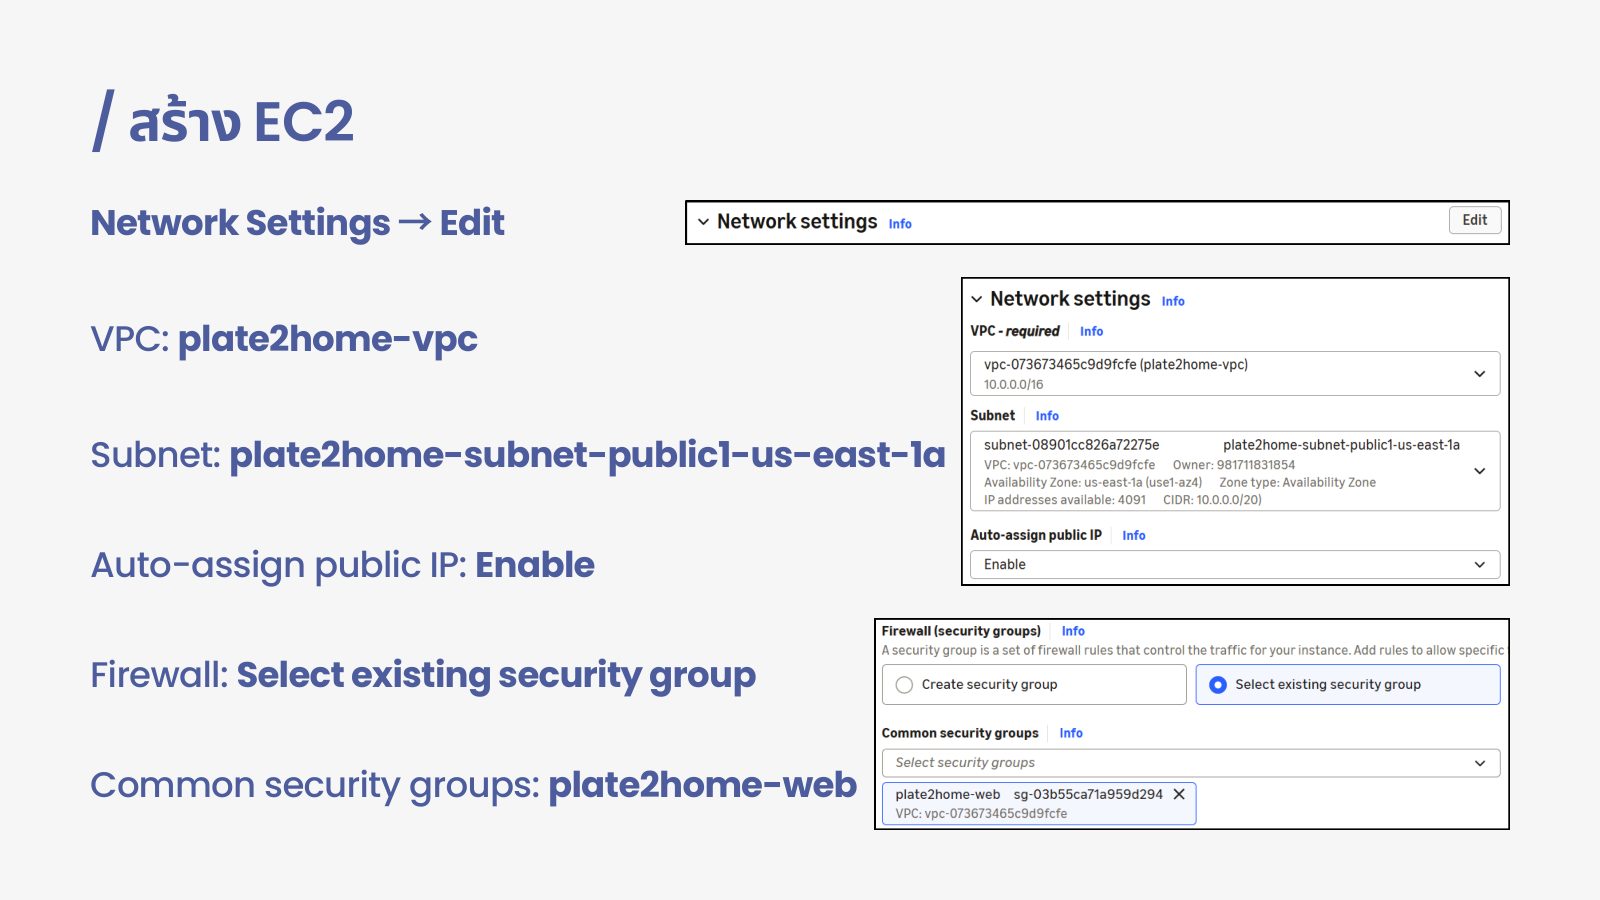 / สร้าง EC2
Network Settings → Edit
Network settings Info
Edit
VPC: plate2home-vpc
Subnet: plate2home-subnet-public1-us-east-1a
Auto-assign public IP: Enable
Network settings Info
VPC - required Info
vpc-073673465c9d9fcfe (plate2home-vpc)
10.0.0.0/16
Subnet Info
subnet-08901cc826a72275e plate2home-subnet-public1-us-east-1a
VPC: vpc-073673465c9d9fcfe Owner: 981711831854
Availability Zone: us-east-1a (use1-az4) Zone type: Availability Zone
IP addresses available: 4091 CIDR: 10.0.0.0/20)
Auto-assign public IP Info
Enable
Firewall: Select existing security group
Common security groups: plate2home-web
Firewall (security groups) Info
A security group is a set of firewall rules that control the traffic for your instance. Add rules to allow specific
Create security group
Select existing security group
Common security groups Info
Select security groups
plate2home-web sg-03b55ca71a959d294
VPC: vpc-073673465c9d9fcfe